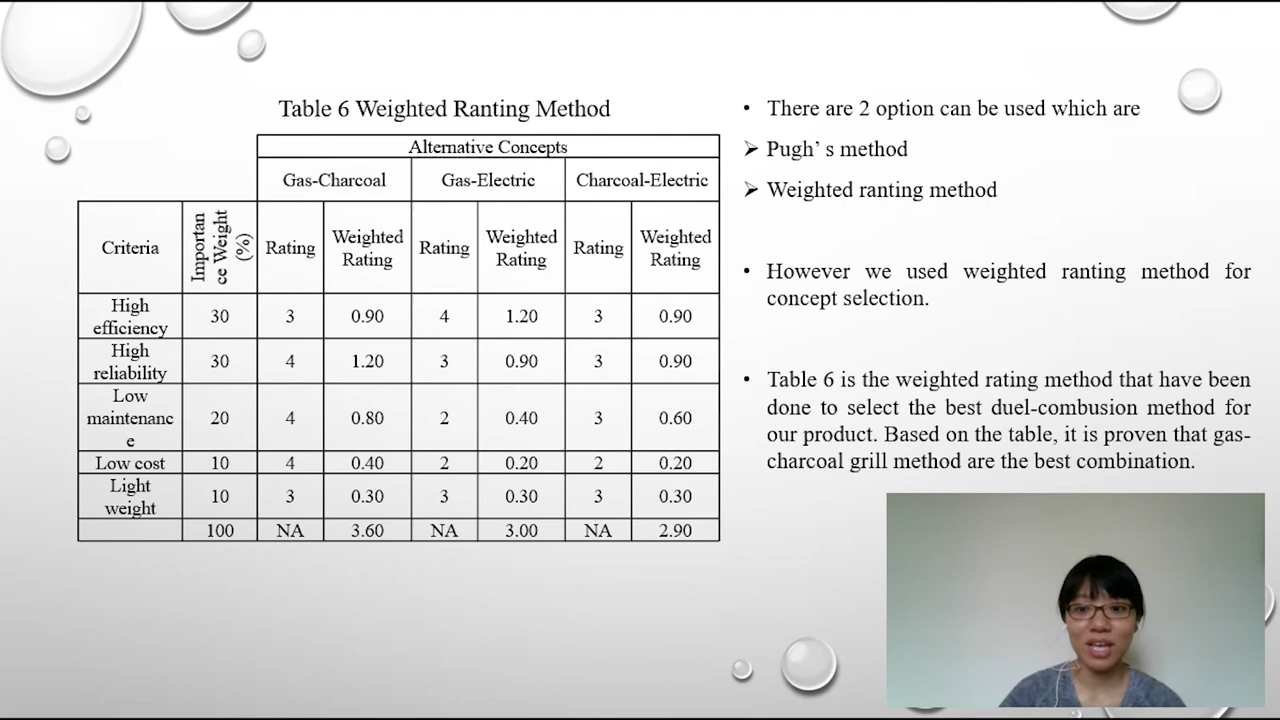 Table 6 Weighted Ranting Method
Alternative Concepts
Gas-Charcoal Gas-Electric Charcoal-Electric
Criteria
Importan
ce Weight
(%)
Rating
Weighted
Rating
Rating
Weighted
Rating
Rating
Weighted
Rating
High
efficiency
30 3 0.90 4 1.20 3 0.90
High
reliability
30 4 1.20 3 0.90 3 0.90
Low
maintenanc
e
20 4 0.80 2 0.40 3 0.60
Low cost 10 4 0.40 2 0.20 2 0.20
Light
weight
10 3 0.30 3 0.30 3 0.30
100 NA 3.60 NA 3.00 NA 2.90
• There are 2 option can be used which are
➢ Pugh’ s method
➢ Weighted ranting method
• However we used weighted ranting method for
concept selection.
• Table 6 is the weighted rating method that have been
done to select the best duel-combusion method for
our product. Based on the table, it is proven that gas-
charcoal grill method are the best combination.